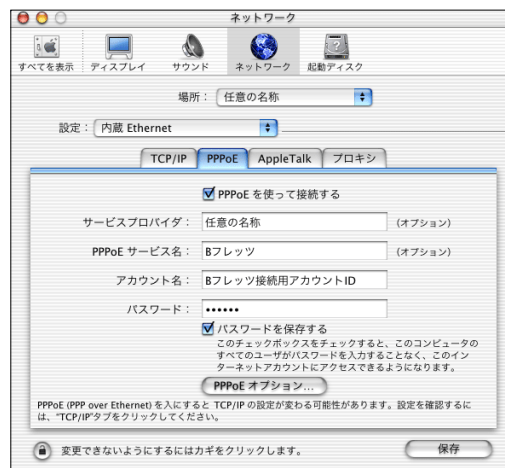 ネットワーク
すべてを表示 ディスプレイ サウンド ネットワーク 起動ディスク
場所： 任意の名称
設定： 内蔵 Ethernet
TCP/IP PPPoE AppleTalk プロキシ
PPPoE を使って接続する
サービスプロバイダ： 任意の名称 (オプション)
PPPoE サービス名： Bフレッツ (オプション)
アカウント名： Bフレッツ接続用アカウントID
パスワード： ••••••
パスワードを保存する
このチェックボックスをチェックすると、このコンピュータの
すべてのユーザがパスワードを入力することなく、このイン
ターネットアカウントにアクセスできるようになります。
PPPoE オプション...
PPPoE (PPP over Ethernet) を入にすると TCP/IP の設定が変わる可能性があります。設定を確認するに
は、"TCP/IP"タブをクリックしてください。
変更できないようにするにはカギをクリックします。 保存